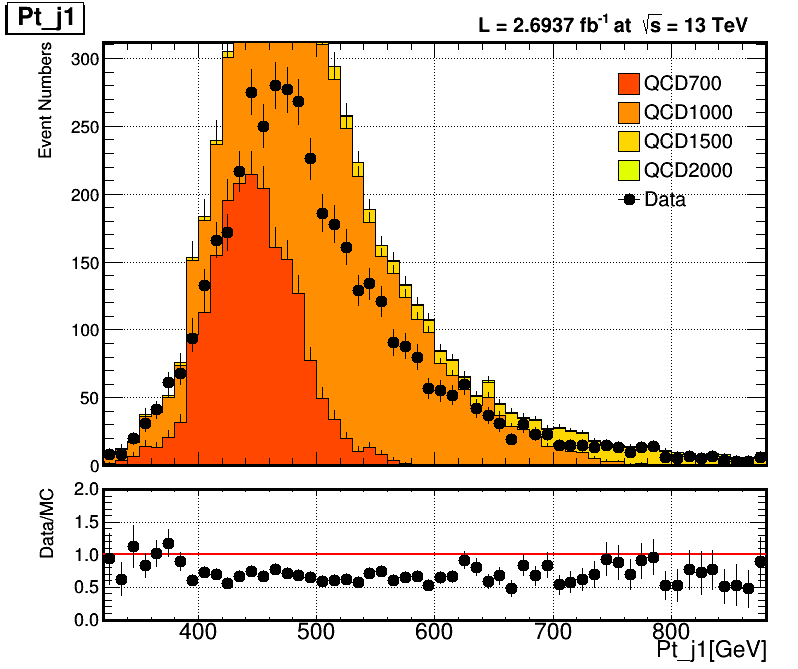 Pt_j1
L = 2.6937 fb⁻¹ at √s = 13 TeV
Event Numbers
300
250
200
150
100
50
0
QCD700
QCD1000
QCD1500
QCD2000
Data
Data/MC
2.0
1.5
1.0
0.5
0.0
400 500 600 700 800
Pt_j1[GeV]